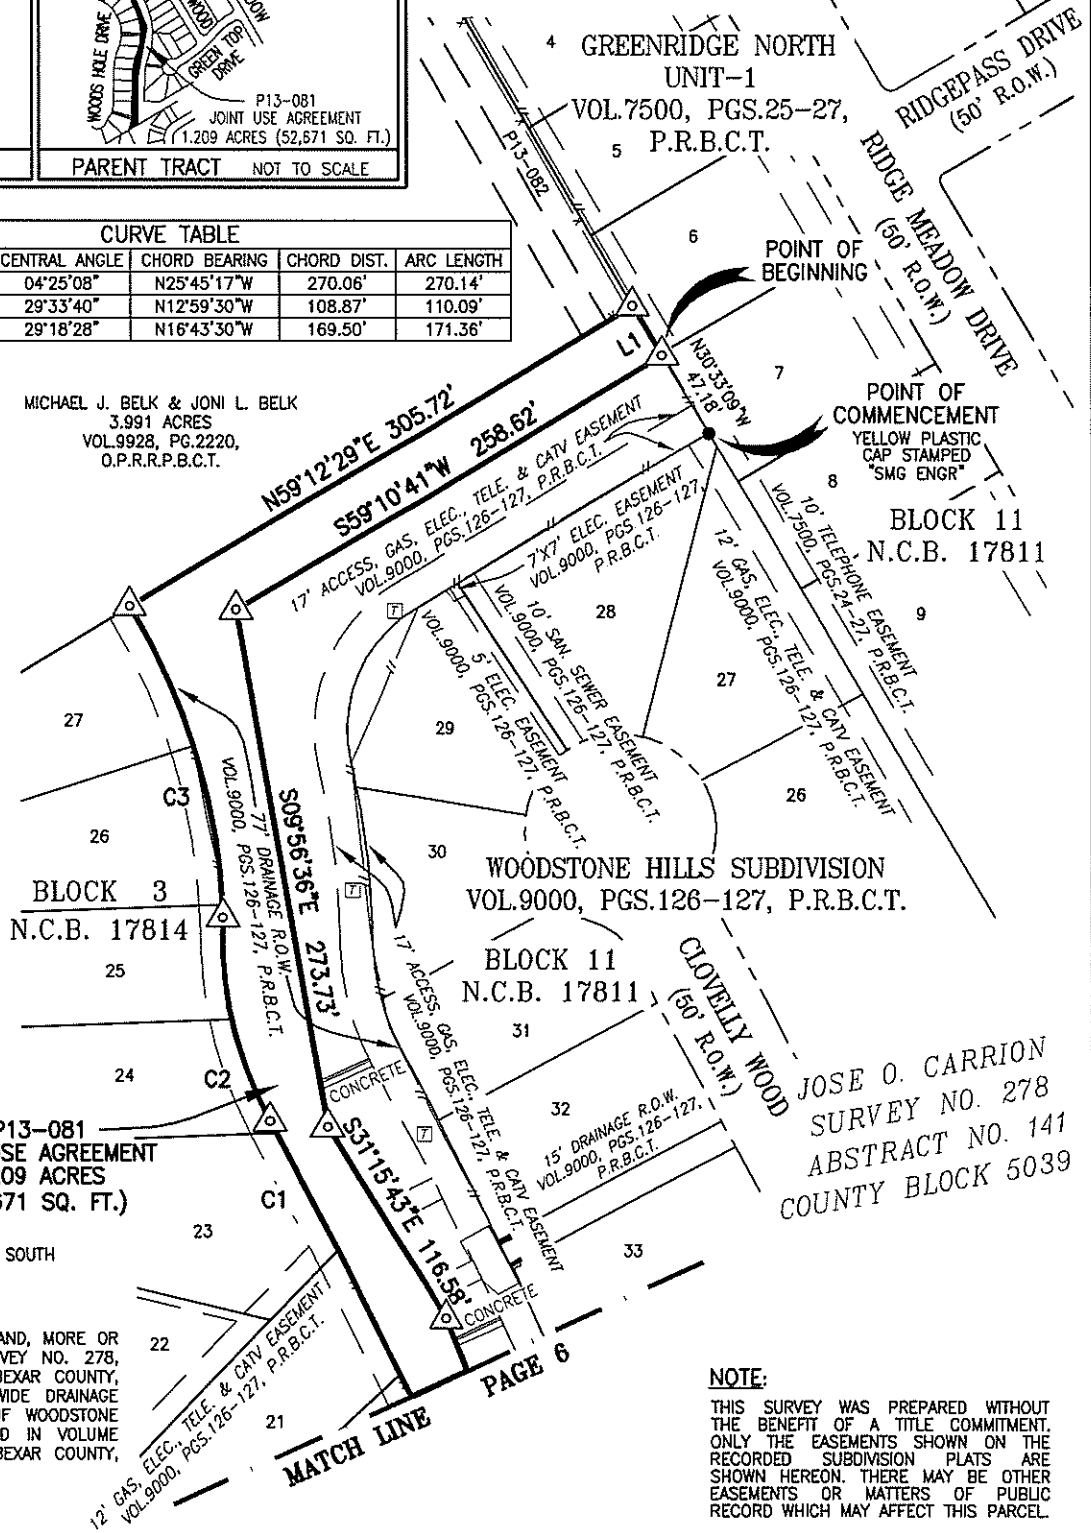 WOODS HOLE DRIVE
WOOD
GREEN TOP
DRIVE
P13-081
JOINT USE AGREEMENT
1.209 ACRES (52,671 SQ. FT.)
PARENT TRACT NOT TO SCALE
CURVE TABLE
CENTRAL ANGLE CHORD BEARING CHORD DIST. ARC LENGTH
04°25'08" N25°45'17"W 270.06' 270.14'
29°33'40" N12°59'30"W 108.87' 110.09'
29°18'28" N16°43'30"W 169.50' 171.36'
4
GREENRIDGE NORTH
UNIT-1
VOL.7500, PGS.25-27,
P.R.B.C.T.
5
P13-082
6
RIDGEPASS DRIVE
(50' R.O.W.)
RIDGE MEADOW DRIVE
(50' R.O.W.)
POINT OF
BEGINNING
L1
N30°33'09"W
47.18'
7
POINT OF
COMMENCEMENT
YELLOW PLASTIC
CAP STAMPED
"SMG ENGR"
8
BLOCK 11
N.C.B. 17811
9
MICHAEL J. BELK & JONI L. BELK
3.991 ACRES
VOL.9928, PG.2220,
O.P.R.R.P.B.C.T.
N59°12'29"E 305.72'
S59°10'41"W 258.62'
17' ACCESS, GAS, ELEC., TELE. & CATV EASEMENT
VOL.9000, PGS.126-127, P.R.B.C.T.
7'X7' ELEC. EASEMENT
VOL.9000, PGS.126-127,
P.R.B.C.T.
10' TELEPHONE EASEMENT
VOL.7500, PGS.24-27, P.R.B.C.T.
12' GAS, ELEC., TELE. & CATV EASEMENT
VOL.9000, PGS.126-127, P.R.B.C.T.
10' SAN. SEWER EASEMENT
VOL.9000, PGS.126-127, P.R.B.C.T.
5' ELEC. EASEMENT
VOL.9000, PGS.126-127, P.R.B.C.T.
T
28
27
29
26
30
27
C3
26
77' DRAINAGE R.O.W.
VOL.9000, PGS.126-127, P.R.B.C.T.
S09°56'36"E 273.73'
T
WOODSTONE HILLS SUBDIVISION
VOL.9000, PGS.126-127, P.R.B.C.T.
BLOCK 3
N.C.B. 17814
BLOCK 11
N.C.B. 17811
25
31
CLOVELLY WOOD
(50' R.O.W.)
17' ACCESS, GAS, ELEC., TELE. & CATV EASEMENT
VOL.9000, PGS.126-127, P.R.B.C.T.
24
C2
CONCRETE
T
32
15' DRAINAGE R.O.W.
VOL.9000, PGS.126-127,
P.R.B.C.T.
JOSE O. CARRION
SURVEY NO. 278
ABSTRACT NO. 141
COUNTY BLOCK 5039
P13-081
SE AGREEMENT
09 ACRES
671 SQ. FT.)
C1
S31°15'43"E 116.58'
23
33
SOUTH
CONCRETE
22
12' GAS, ELEC., TELE. & CATV EASEMENT
VOL.9000, PGS.126-127, P.R.B.C.T.
21
MATCH LINE PAGE 6
AND, MORE OR
VEY NO. 278,
BEXAR COUNTY,
WIDE DRAINAGE
F WOODSTONE
D IN VOLUME
BEXAR COUNTY,
NOTE:
THIS SURVEY WAS PREPARED WITHOUT
THE BENEFIT OF A TITLE COMMITMENT.
ONLY THE EASEMENTS SHOWN ON THE
RECORDED SUBDIVISION PLATS ARE
SHOWN HEREON. THERE MAY BE OTHER
EASEMENTS OR MATTERS OF PUBLIC
RECORD WHICH MAY AFFECT THIS PARCEL.